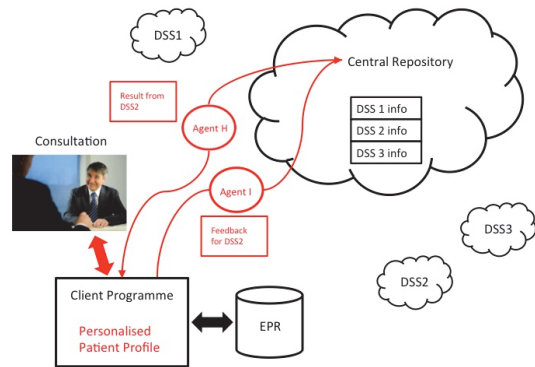 DSS1
Central Repository
Result from
DSS2
DSS 1 info
DSS 2 info
DSS 3 info
Agent H
Consultation
Agent I
Feedback
for DSS2
DSS3
DSS2
Client Programme
Personalised
Patient Profile
EPR